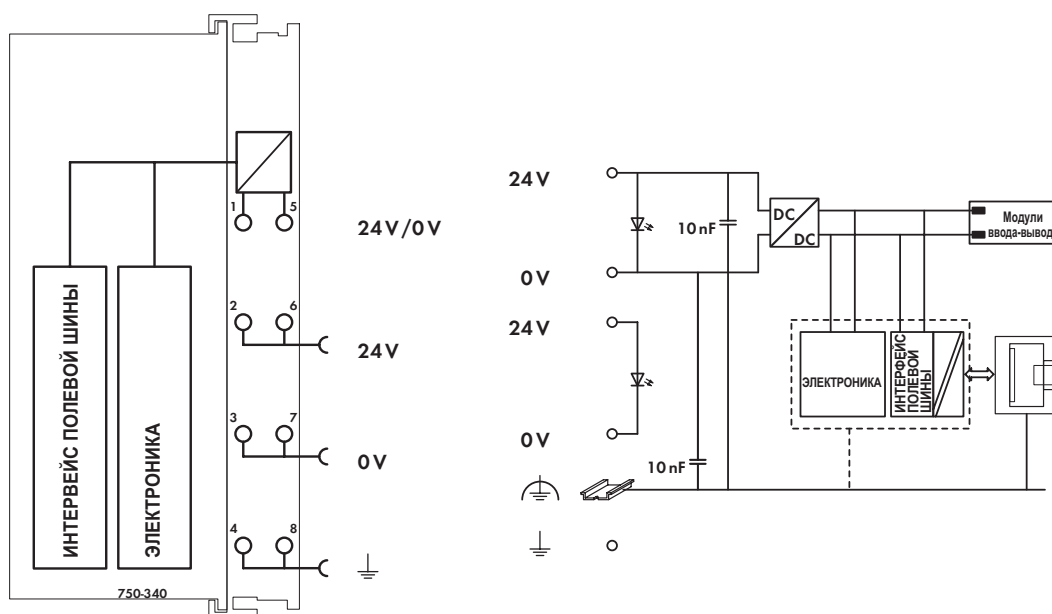 1
5
24V/0V
2
6
24V
3
7
0V
4
8
ИНТЕРВЕЙС ПОЛЕВОЙ ШИНЫ
ЭЛЕКТРОНИКА
750-340
24V
10nF
DC
DC
Модули
ввода-вывод
0V
24V
ЭЛЕКТРОНИКА
ИНТЕРФЕЙС
ПОЛЕВОЙ
ШИНЫ
0V
10nF